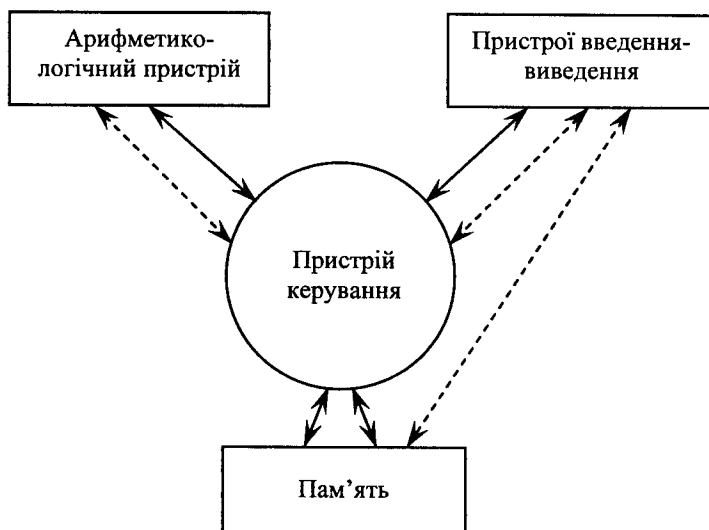 Арифметико-
логічний пристрій
Пристрої введення-
виведення
Пристрій
керування
Пам’ять